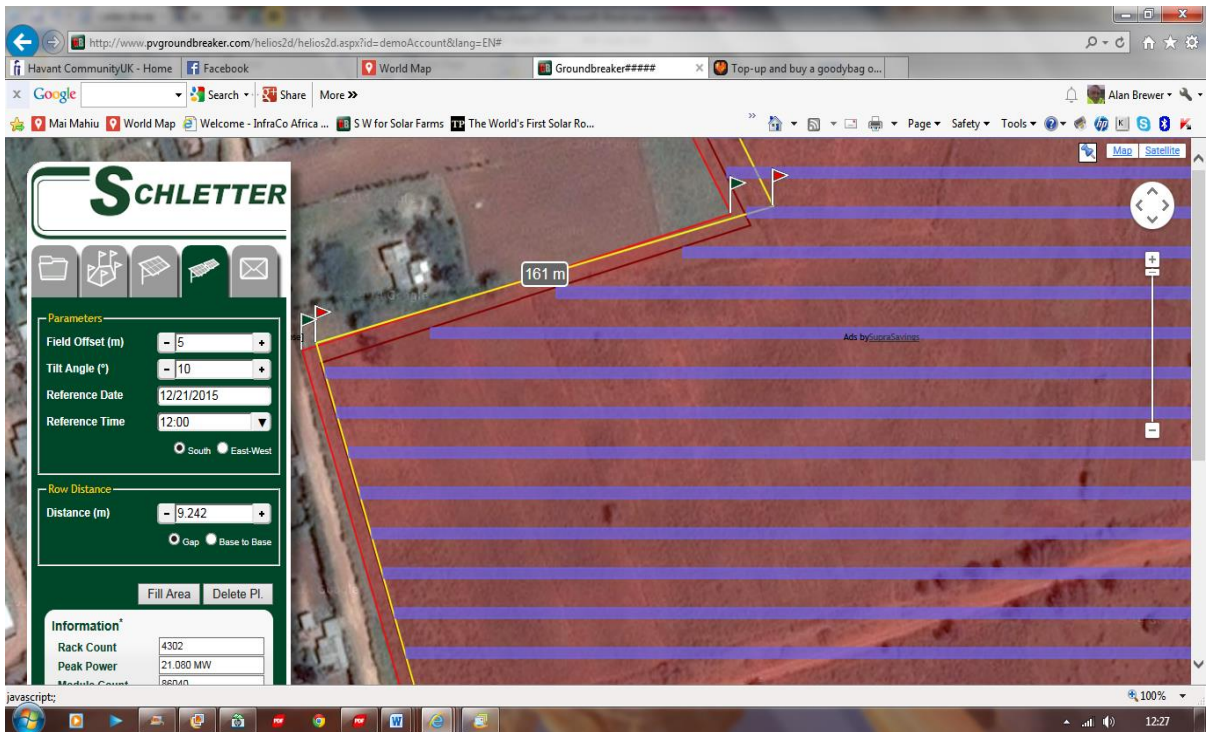 http://www.pvgroundbreaker.com/helios2d/helios2d.aspx?id=demoAccount&lang=EN#
Havant CommunityUK - Home
Facebook
World Map
Groundbreaker#####
Top-up and buy a goodybag o...
x Google
Search
Share
More »
Alan Brewer
Mai Mahiu
World Map
Welcome - InfraCo Africa ...
S W for Solar Farms
The World's First Solar Ro...
Page
Safety
Tools
Map
Satellite
SCHLETTER
161 m
Parameters
Field Offset (m)
- 5 +
Tilt Angle (°)
- 10 +
Reference Date
12/21/2015
Reference Time
12:00
South
East-West
Row Distance
Distance (m)
- 9.242 +
Gap
Base to Base
Fill Area
Delete Pl.
Information*
Rack Count
4302
Peak Power
21.080 MW
Module Count
86040
Ads by SupraSavings
javascript:;
100%
12:27